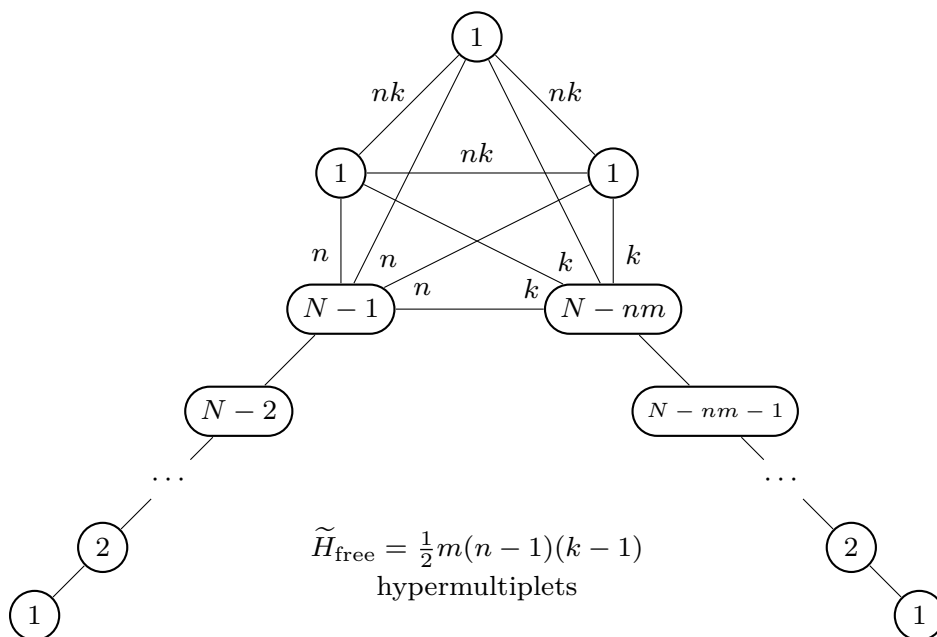 1
nk nk
1 nk 1
n n k k
n k
N − 1 N − nm
N − 2 N − nm − 1
... ...
2 2
H̃free = ½m(n − 1)(k − 1)
hypermultiplets
1 1